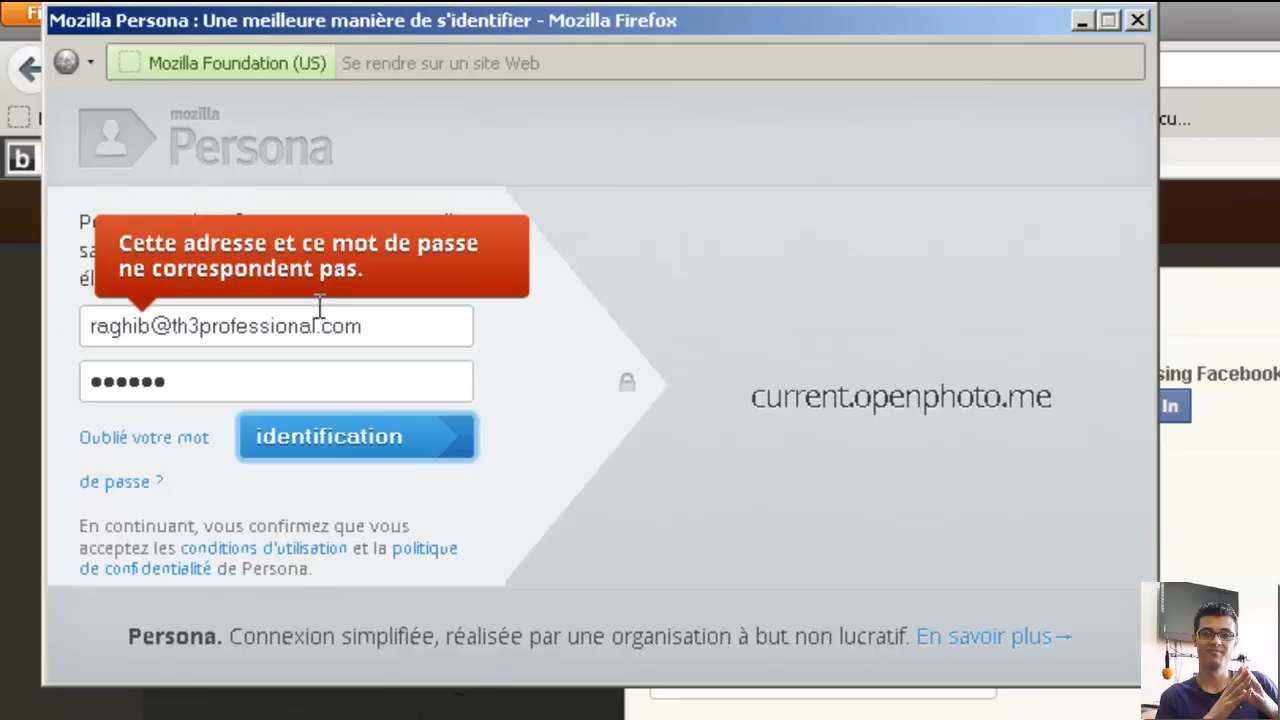 Mozilla Persona : Une meilleure manière de s'identifier - Mozilla Firefox
Mozilla Foundation (US) Se rendre sur un site Web
cu...
b
mozilla
Persona
Cette adresse et ce mot de passe
ne correspondent pas.
raghib@th3professional.com
sing Facebook
In
current.openphoto.me
Oublié votre mot
de passe ?
identification
En continuant, vous confirmez que vous
acceptez les conditions d'utilisation et la politique
de confidentialité de Persona.
Persona. Connexion simplifiée, réalisée par une organisation à but non lucratif. En savoir plus→